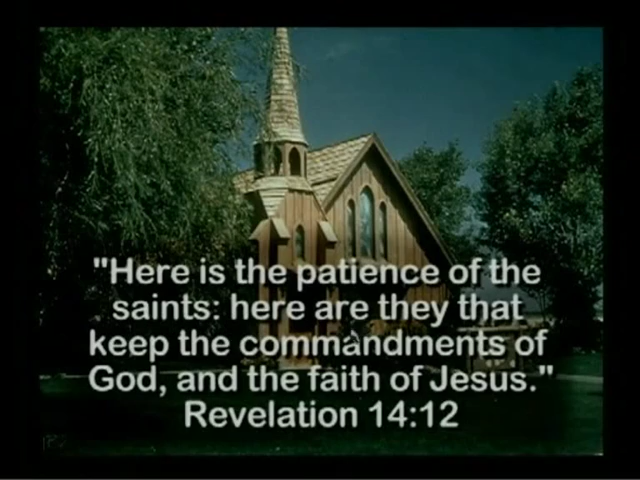 "Here is the patience of the
saints: here are they that
keep the commandments of
God, and the faith of Jesus."
Revelation 14:12